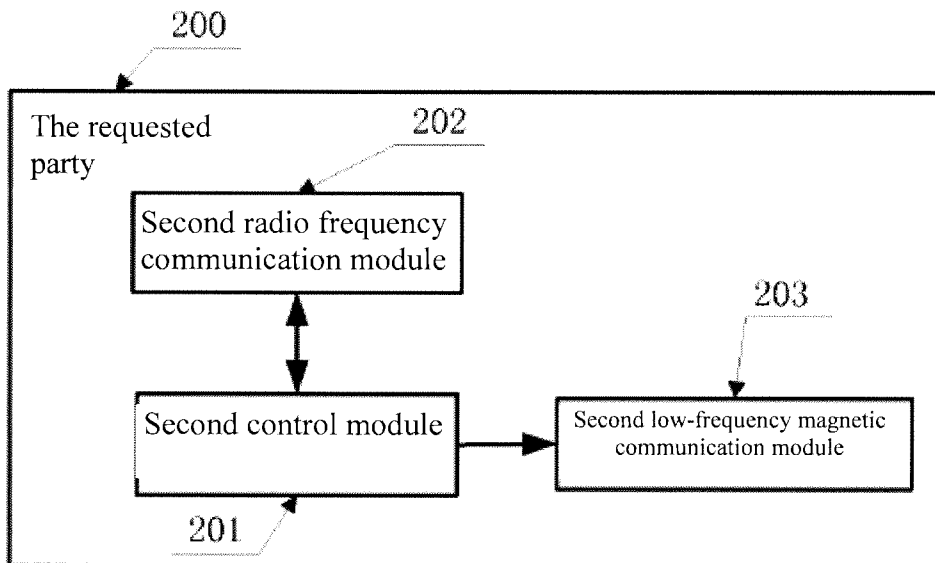 200
The requested
party
202
Second radio frequency
communication module
203
Second control module
Second low-frequency magnetic
communication module
201